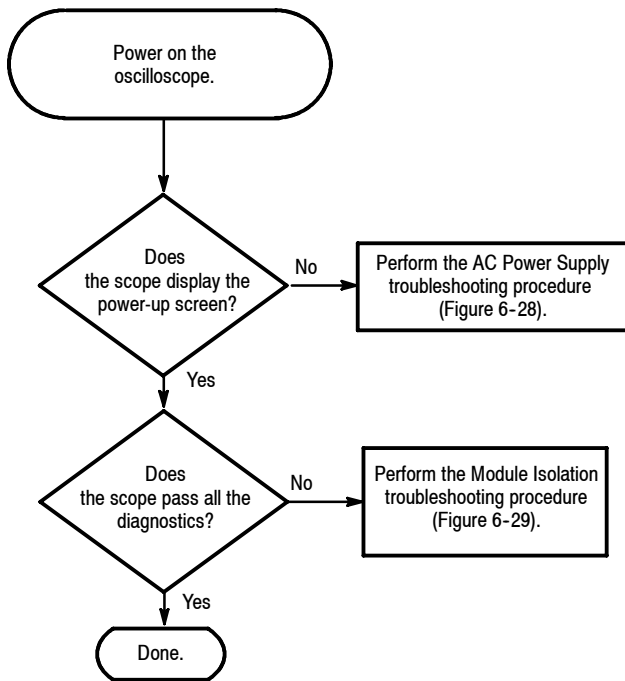 Power on the
oscilloscope.
Does
the scope display the
power-up screen?
No
Perform the AC Power Supply
troubleshooting procedure
(Figure 6-28).
Yes
Does
the scope pass all the
diagnostics?
No
Perform the Module Isolation
troubleshooting procedure
(Figure 6-29).
Yes
Done.